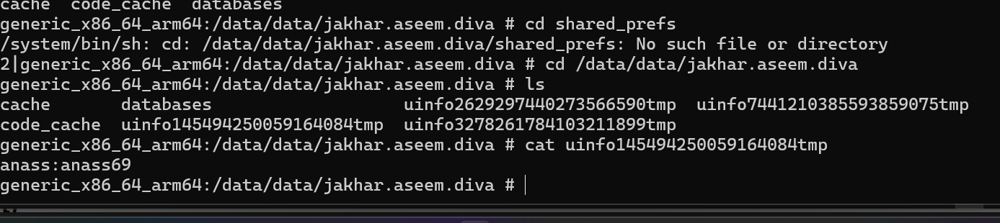 cache  code_cache  databases
generic_x86_64_arm64:/data/data/jakhar.aseem.diva # cd shared_prefs
/system/bin/sh: cd: /data/data/jakhar.aseem.diva/shared_prefs: No such file or directory
2|generic_x86_64_arm64:/data/data/jakhar.aseem.diva # cd /data/data/jakhar.aseem.diva
generic_x86_64_arm64:/data/data/jakhar.aseem.diva # ls
cache       databases                   uinfo2629297440273566590tmp  uinfo7441210385593859075tmp
code_cache  uinfo145494250059164084tmp  uinfo3278261784103211899tmp
generic_x86_64_arm64:/data/data/jakhar.aseem.diva # cat uinfo145494250059164084tmp
anass:anass69
generic_x86_64_arm64:/data/data/jakhar.aseem.diva #